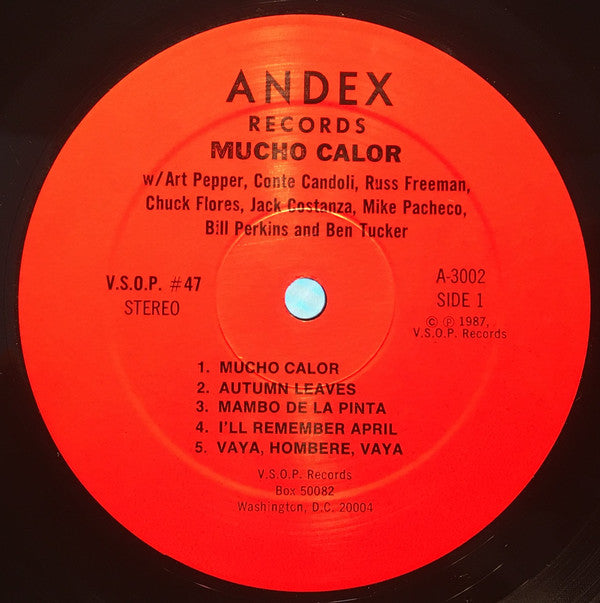 ANDEX
RECORDS
MUCHO CALOR
w/Art Pepper, Conte Candoli, Russ Freeman,
Chuck Flores, Jack Costanza, Mike Pacheco,
Bill Perkins and Ben Tucker
V.S.O.P. #47
STEREO
A-3002
SIDE 1
© ℗ 1987,
V.S.O.P. Records
1. MUCHO CALOR
2. AUTUMN LEAVES
3. MAMBO DE LA PINTA
4. I'LL REMEMBER APRIL
5. VAYA, HOMBERE, VAYA
V.S.O.P. Records
Box 50082
Washington, D.C. 20004